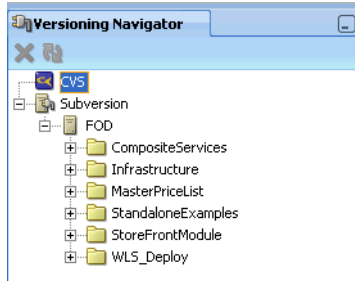 Versioning Navigator
CVS
Subversion
FOD
CompositeServices
Infrastructure
MasterPriceList
StandaloneExamples
StoreFrontModule
WLS_Deploy